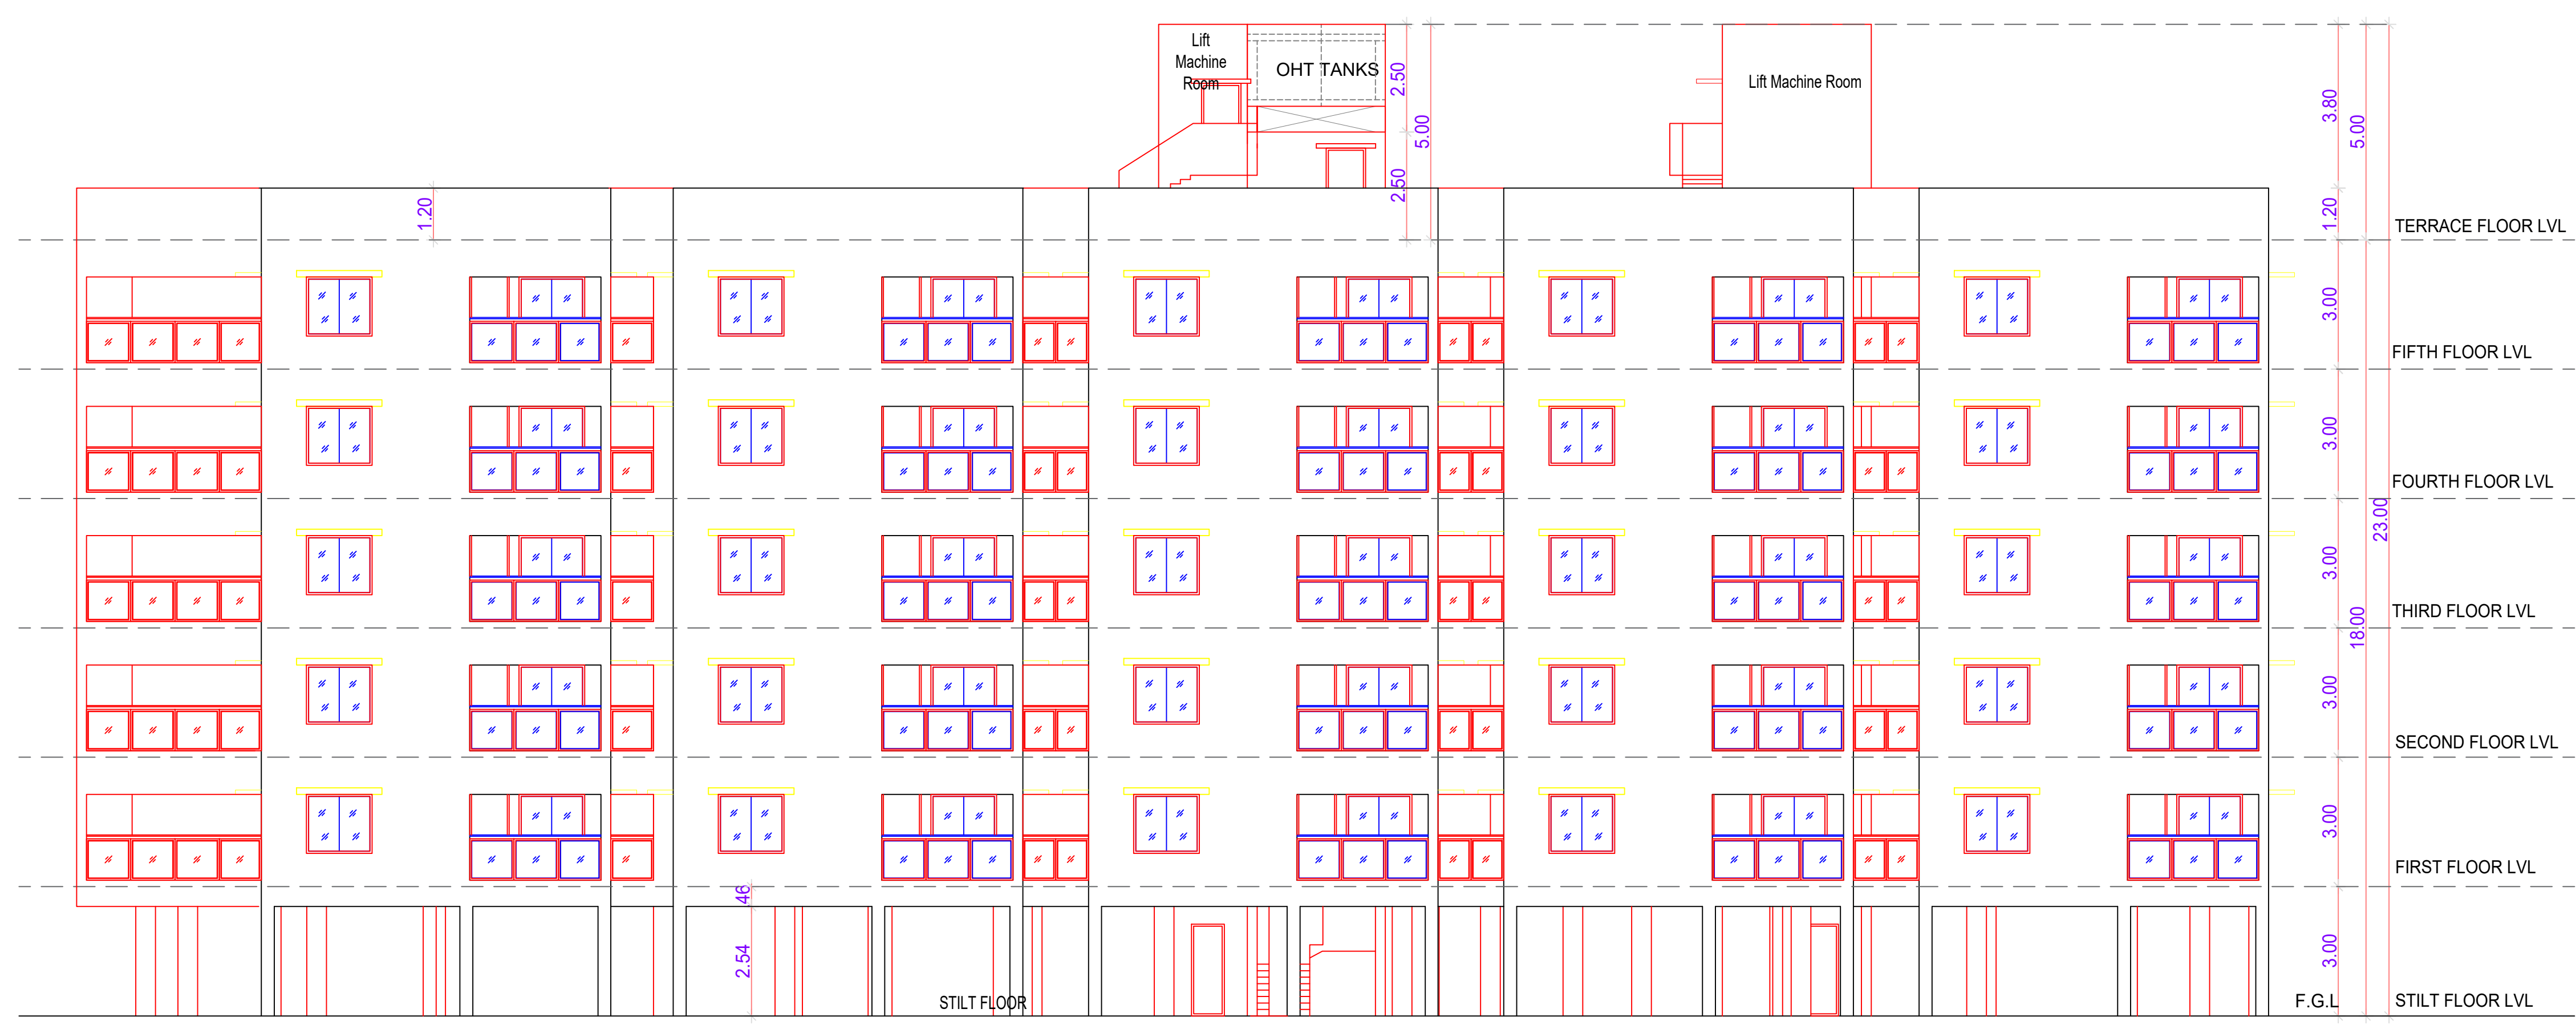 Lift
Machine
Room
OHT TANKS
Lift Machine Room
2.50
5.00
2.50
3.80
5.00
1.20
1.20
TERRACE FLOOR LVL
3.00
FIFTH FLOOR LVL
3.00
FOURTH FLOOR LVL
23.00
3.00
THIRD FLOOR LVL
18.00
3.00
SECOND FLOOR LVL
3.00
FIRST FLOOR LVL
46
2.54
3.00
STILT FLOOR
F.G.L
STILT FLOOR LVL